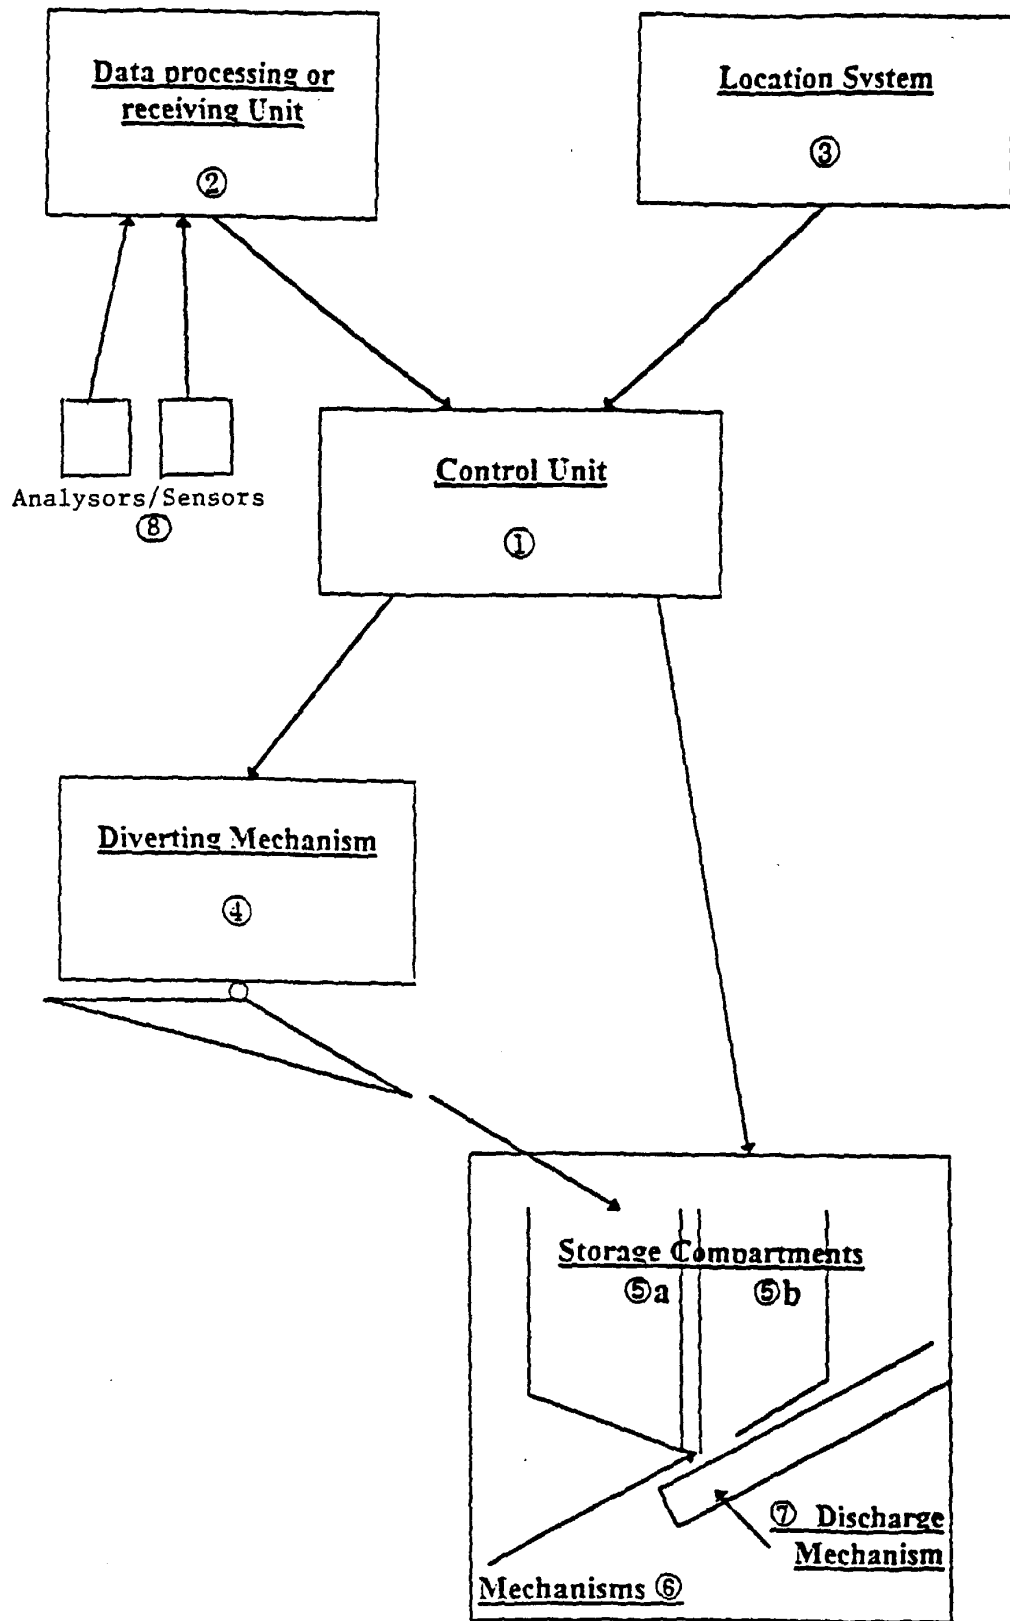 Data processing or
receiving Unit
②
Location System
③
Analysors/Sensors
⑧
Control Unit
①
Diverting Mechanism
④
Storage Compartments
⑤a ⑤b
⑦ Discharge
Mechanism
Mechanisms ⑥